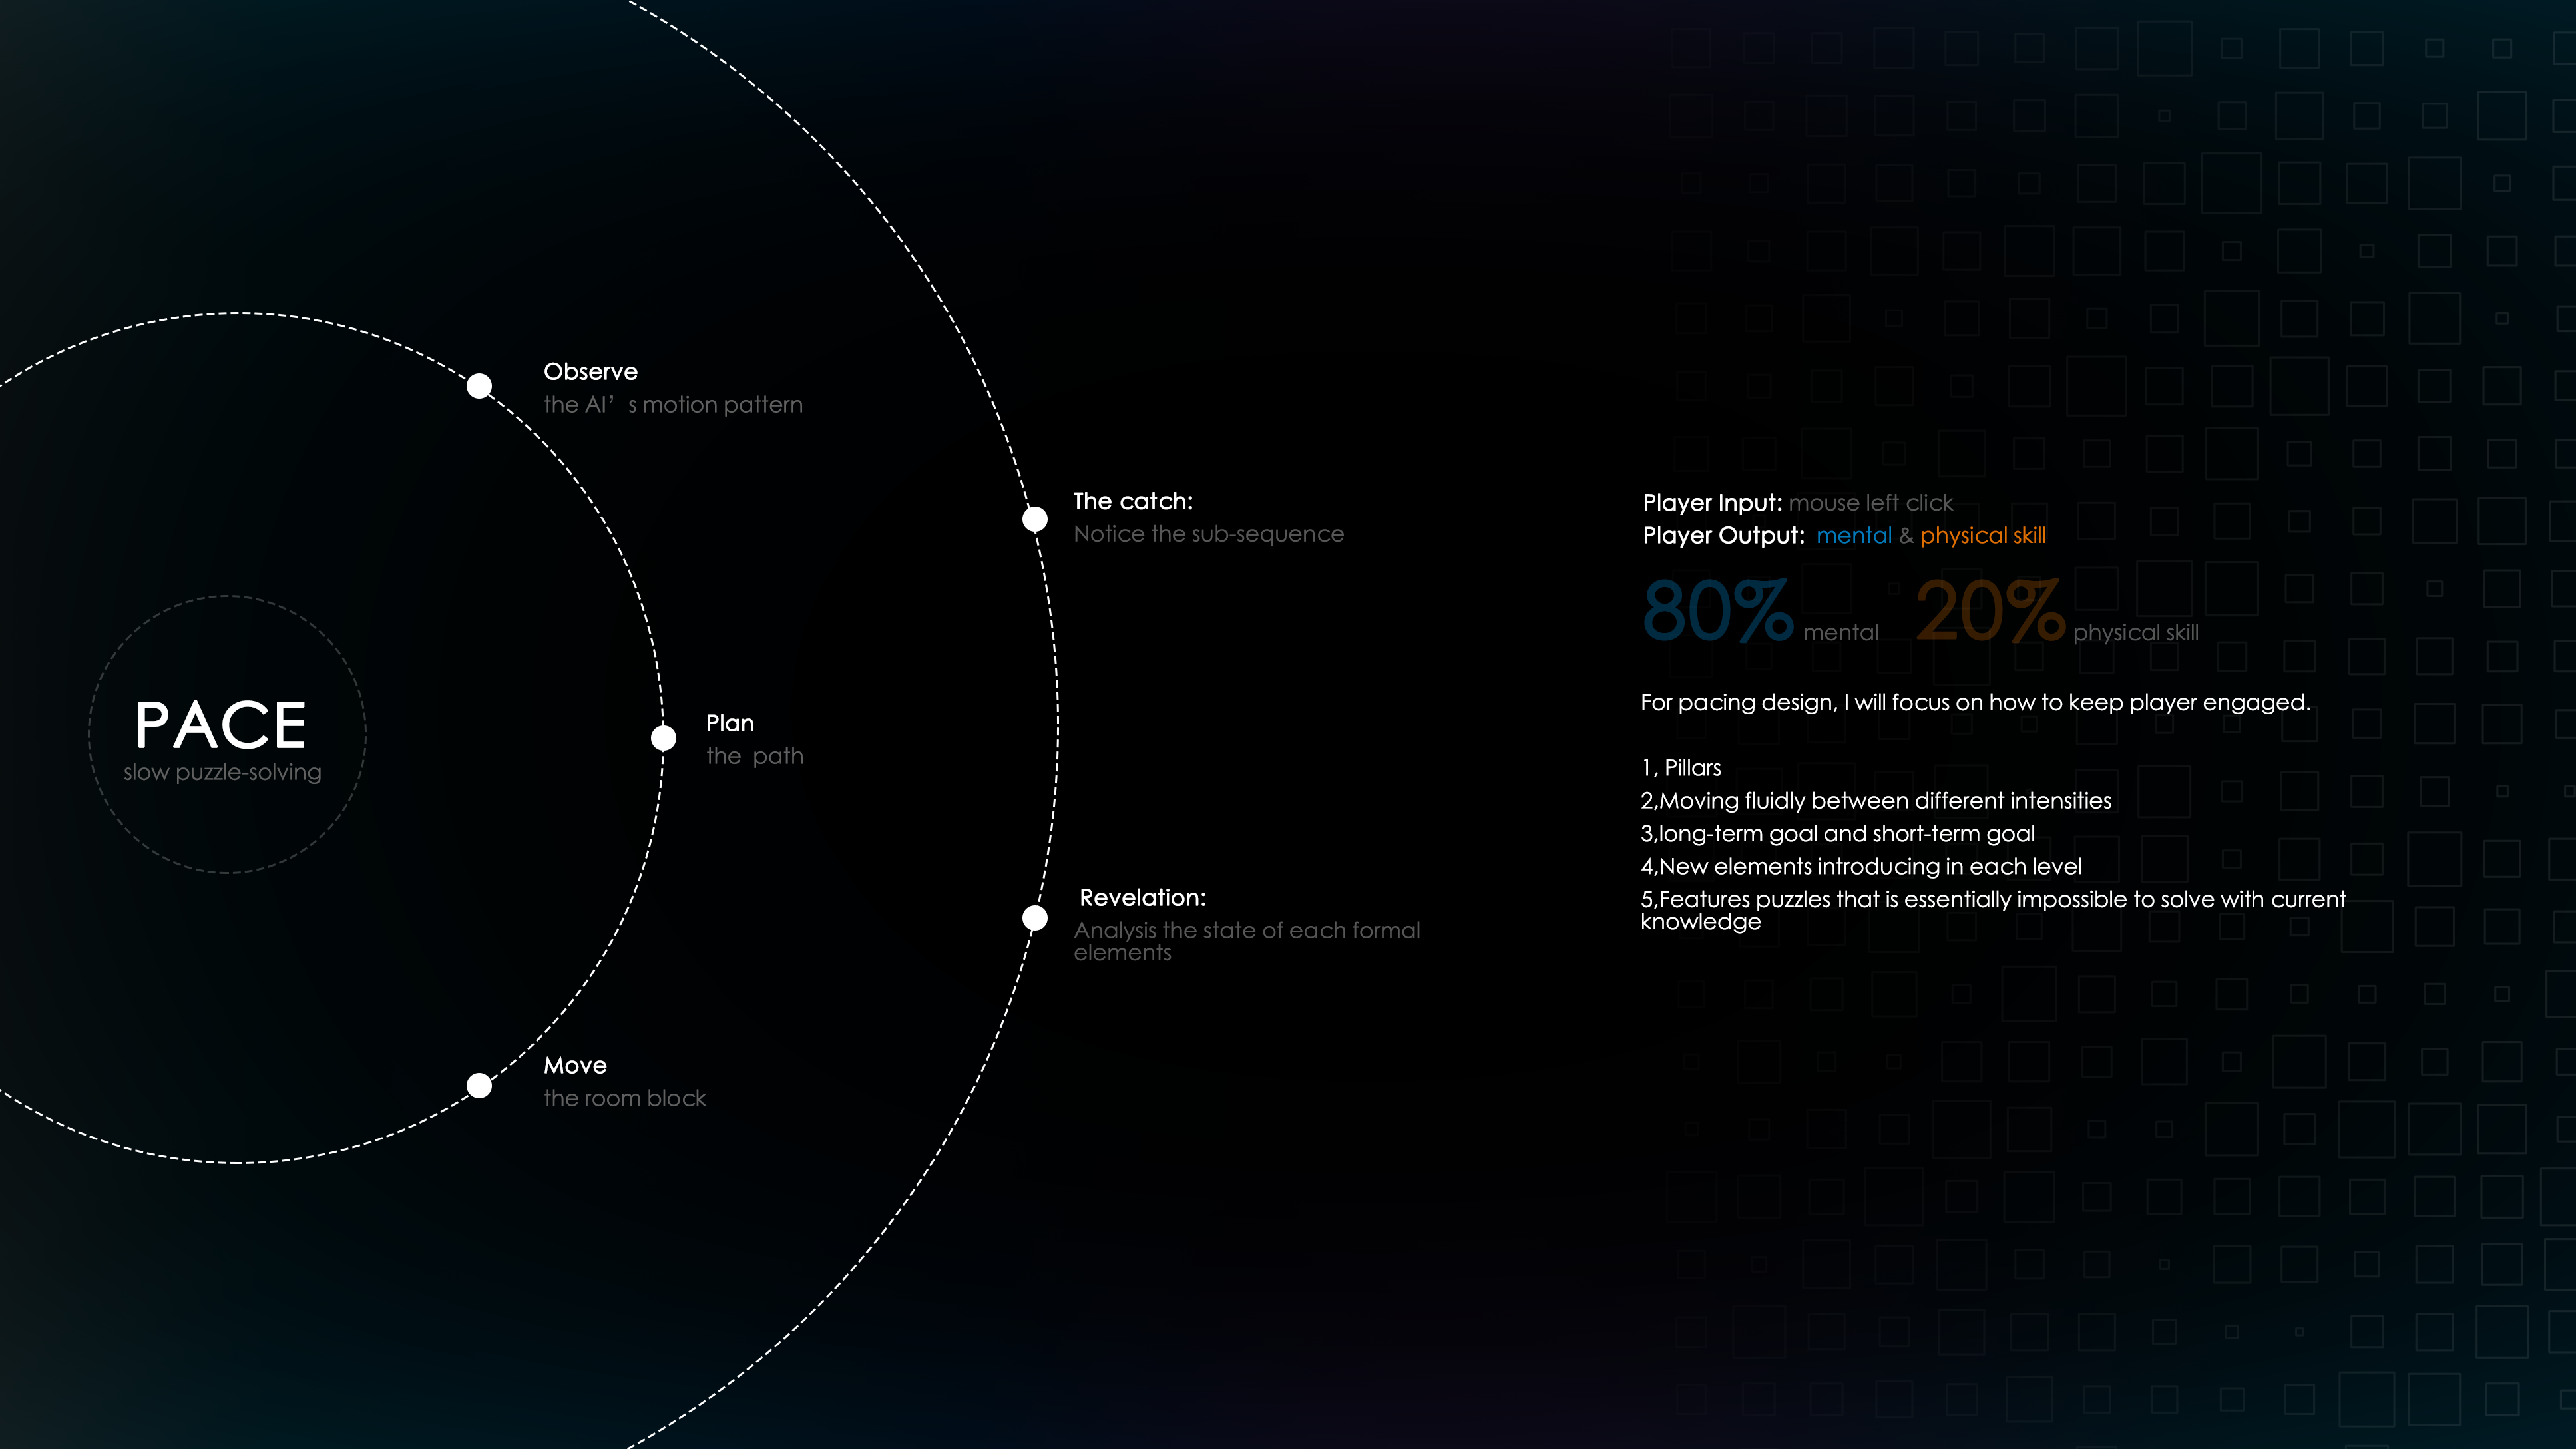 PACE
slow puzzle-solving
Observe
the AI’ s motion pattern
Plan
the  path
Move
the room block
The catch:
Notice the sub-sequence
Revelation:
Analysis the state of each formal
elements
Player Input: mouse left click
Player Output:  mental & physical skill
80% mental 20% physical skill
For pacing design, I will focus on how to keep player engaged.
1, Pillars
2,Moving fluidly between different intensities
3,long-term goal and short-term goal
4,New elements introducing in each level
5,Features puzzles that is essentially impossible to solve with current
knowledge